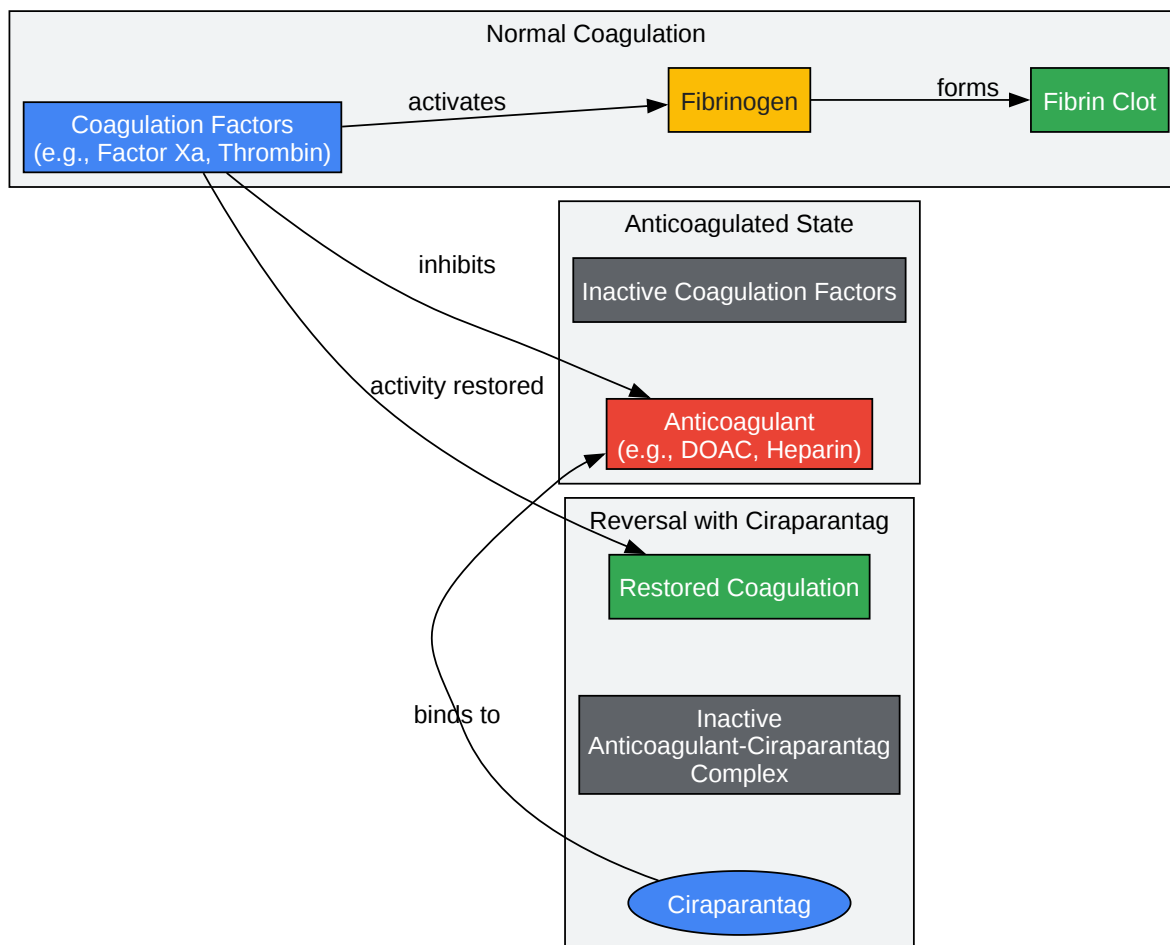 Normal Coagulation
Coagulation Factors
(e.g., Factor Xa, Thrombin)
activates
Fibrinogen
forms
Fibrin Clot
Anticoagulated State
inhibits
Inactive Coagulation Factors
activity restored
Anticoagulant
(e.g., DOAC, Heparin)
Reversal with Ciraparantag
Restored Coagulation
binds to
Inactive
Anticoagulant-Ciraparantag
Complex
Ciraparantag